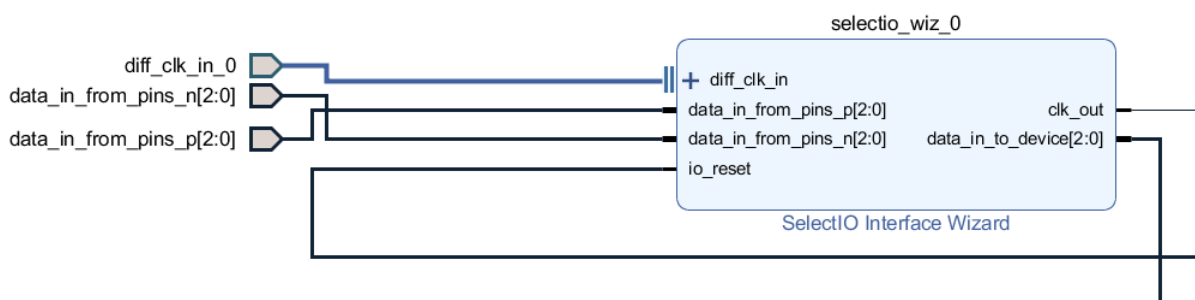 selectio_wiz_0
diff_clk_in_0
data_in_from_pins_n[2:0]
data_in_from_pins_p[2:0]
diff_clk_in
data_in_from_pins_p[2:0]
data_in_from_pins_n[2:0]
io_reset
clk_out
data_in_to_device[2:0]
SelectIO Interface Wizard